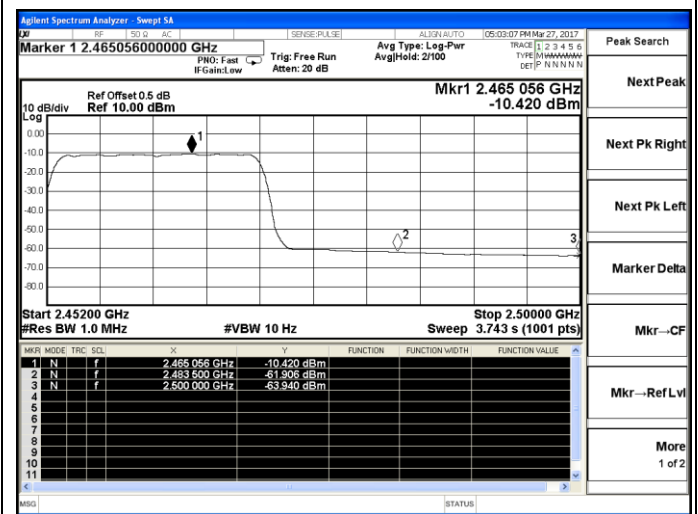 Agilent Spectrum Analyzer - Swept SA
RF 50 Ω AC SENSE:PULSE ALIGN AUTO 05:03:07 PM Mar 27, 2017
Marker 1 2.465056000000 GHz
PNO: Fast
IFGain:Low
Trig: Free Run
Atten: 20 dB
Avg Type: Log-Pwr
Avg|Hold: 2/100
TRACE 1 2 3 4 5 6
TYPE MWWWWW
DET P N N N N N
Peak Search
Next Peak
Next Pk Right
Next Pk Left
Marker Delta
Mkr→CF
Mkr→Ref Lvl
More
1 of 2
Ref Offset 0.5 dB
10 dB/div Ref 10.00 dBm
Log
Mkr1 2.465 056 GHz
-10.420 dBm
0.00
-10.0
-20.0
-30.0
-40.0
-50.0
-60.0
-70.0
-80.0
1
2
3
Start 2.45200 GHz Stop 2.50000 GHz
#Res BW 1.0 MHz #VBW 10 Hz Sweep 3.743 s (1001 pts)
MKR MODE TRC SCL X Y FUNCTION FUNCTION WIDTH FUNCTION VALUE
1 N f 2.465 056 GHz -10.420 dBm
2 N f 2.483 500 GHz -61.906 dBm
3 N f 2.500 000 GHz -63.940 dBm
4
5
6
7
8
9
10
11
MSG STATUS